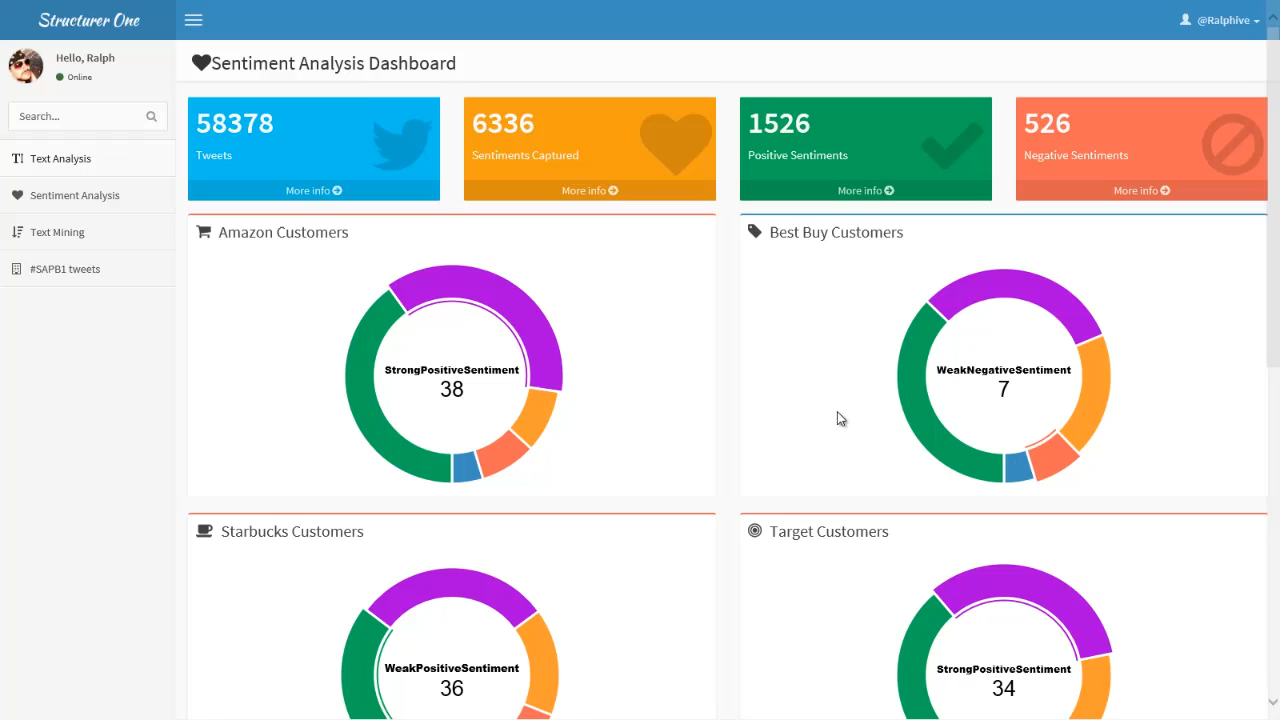 Structurer One
@Ralphive
Hello, Ralph
Online
Search...
Text Analysis
Sentiment Analysis
Text Mining
#SAPB1 tweets
Sentiment Analysis Dashboard
58378
Tweets
More info
6336
Sentiments Captured
More info
1526
Positive Sentiments
More info
526
Negative Sentiments
More info
Amazon Customers
StrongPositiveSentiment
38
Best Buy Customers
WeakNegativeSentiment
7
Starbucks Customers
WeakPositiveSentiment
36
Target Customers
StrongPositiveSentiment
34